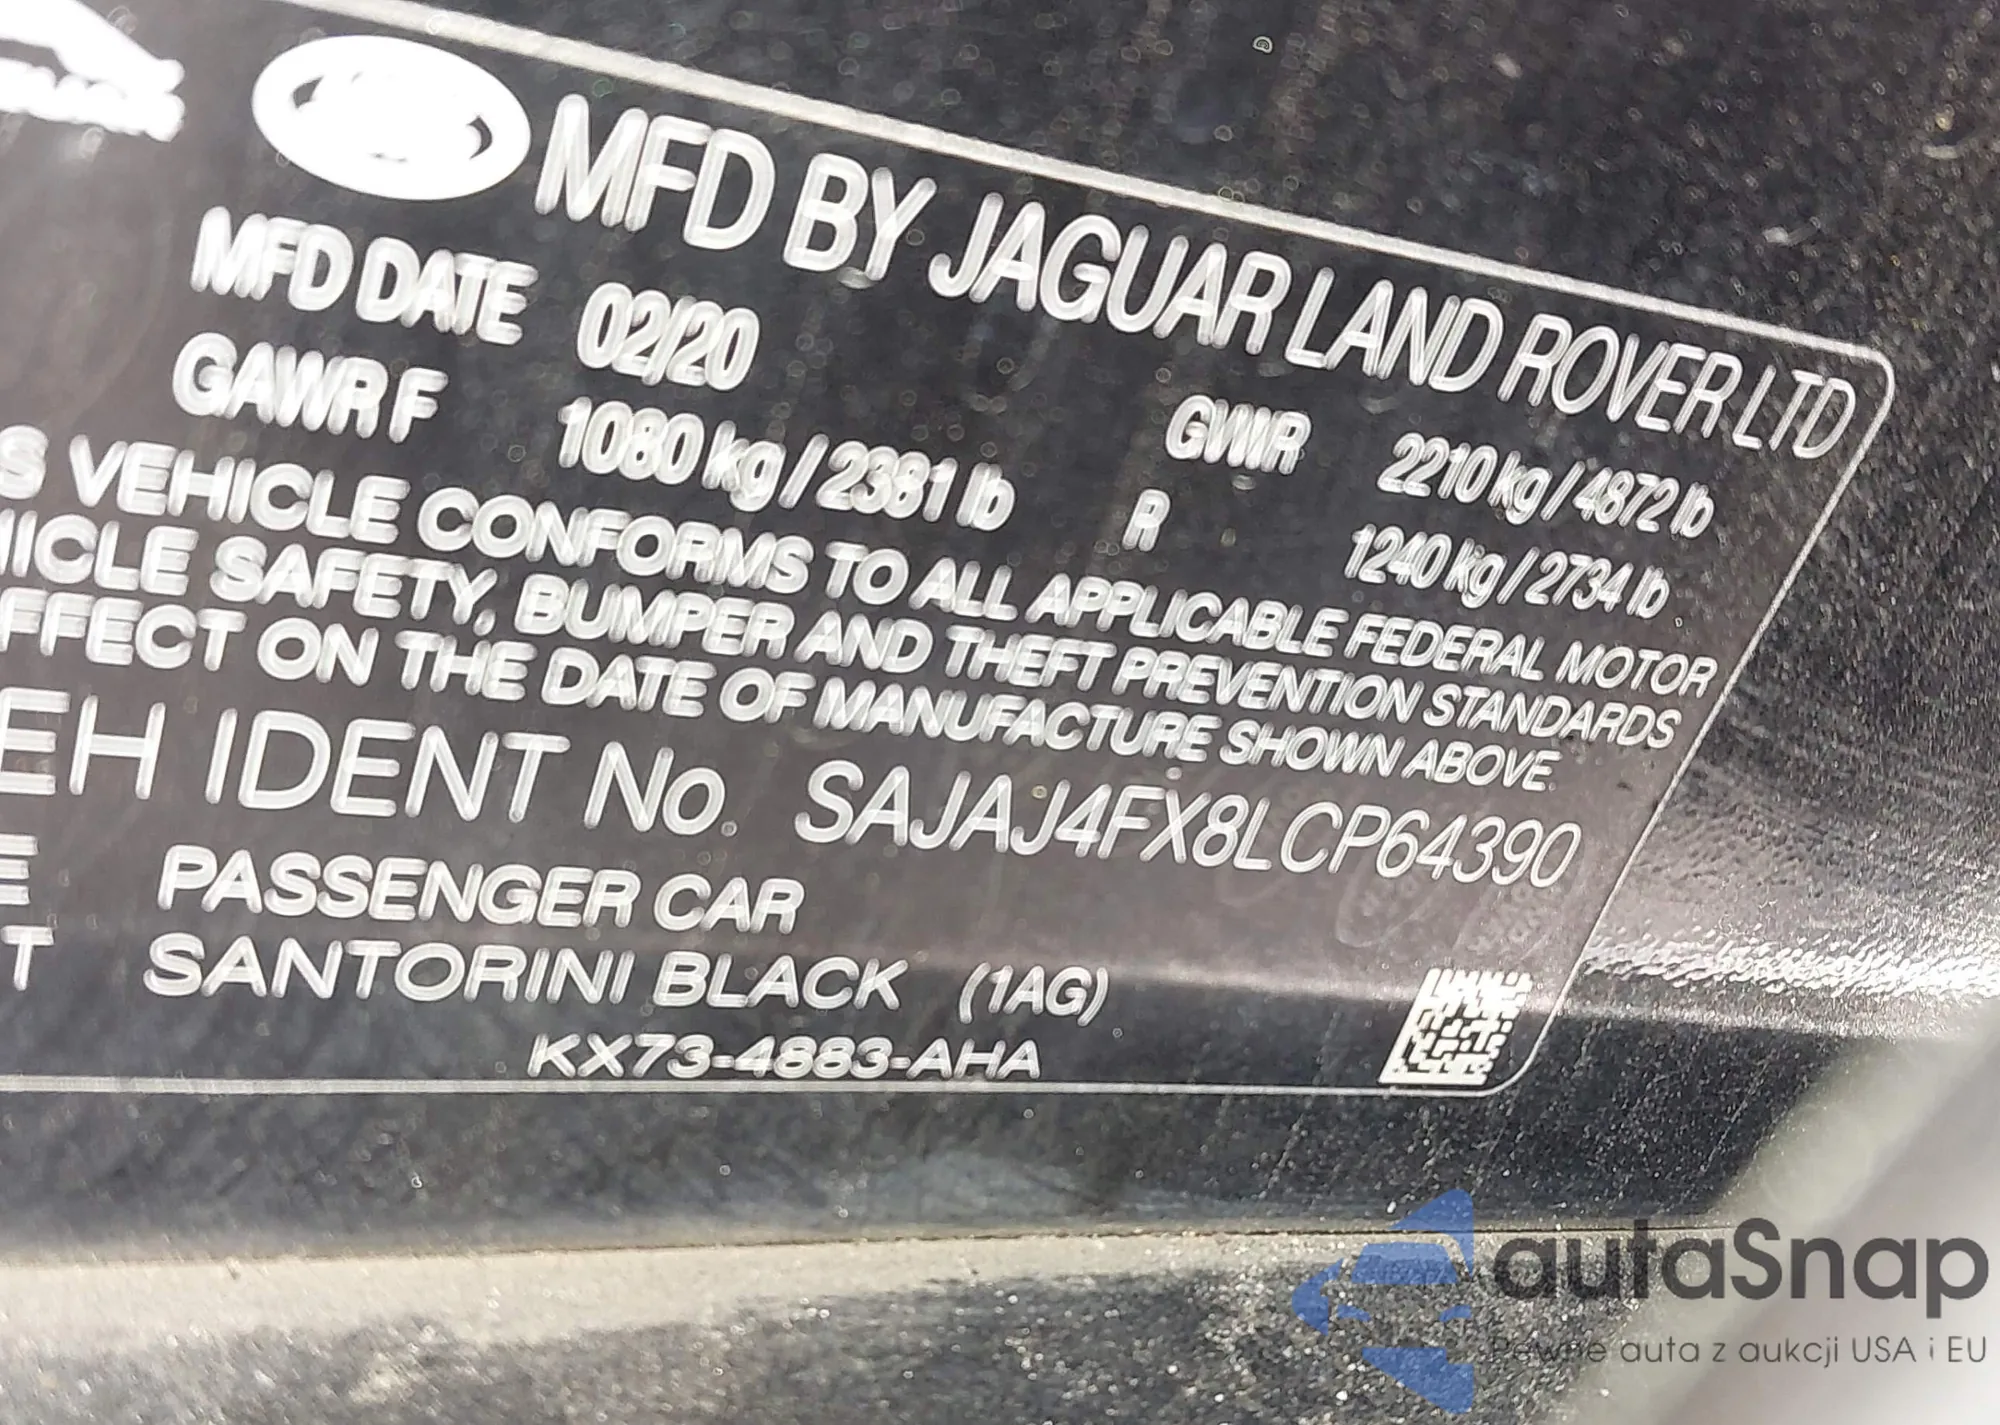 MFD BY JAGUAR LAND ROVER LTD
MFD DATE 02/20 GVWR 2210 kg / 4872 lb
GAWR F 1080 kg / 2381 lb R 1240 kg / 2734 lb
S VEHICLE CONFORMS TO ALL APPLICABLE FEDERAL MOTOR
HICLE SAFETY, BUMPER AND THEFT PREVENTION STANDARDS
EFFECT ON THE DATE OF MANUFACTURE SHOWN ABOVE.
EH IDENT No. SAJAJ4FX8LCP64390
E PASSENGER CAR
T SANTORINI BLACK (1AG)
KX73-4883-AHA
autaSnap
Pewne auta z aukcji USA i EU